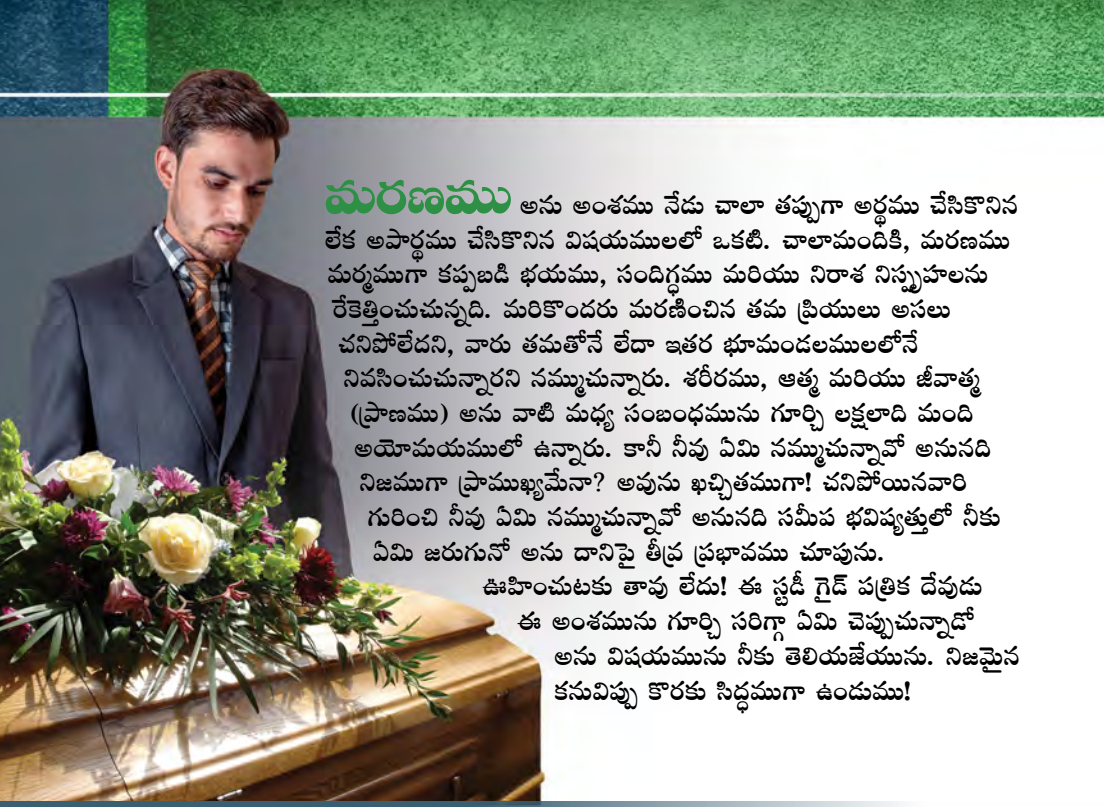 మరణము అను అంశము నేడు చాలా తప్పుగా అర్థము చేసికొనిన
లేక అపార్థము చేసికొనిన విషయములలో ఒకటి. చాలామందికి, మరణము
మర్మముగా కప్పబడి భయము, సందిగ్ధము మరియు నిరాశ నిస్పృహలను
రేకెత్తించుచున్నది. మరికొందరు మరణించిన తమ ప్రియులు అసలు
చనిపోలేదని, వారు తమతోనే లేదా ఇతర భూమండలములలోనే
నివసించుచున్నారని నమ్ముచున్నారు. శరీరము, ఆత్మ మరియు జీవాత్మ
(ప్రాణము) అను వాటి మధ్య సంబంధమును గూర్చి లక్షలాది మంది
అయోమయములో ఉన్నారు. కానీ నీవు ఏమి నమ్ముచున్నావో అనునది
నిజముగా ప్రాముఖ్యమేనా? అవును ఖచ్చితముగా! చనిపోయినవారి
గురించి నీవు ఏమి నమ్ముచున్నావో అనునది సమీప భవిష్యత్తులో నీకు
ఏమి జరుగునో అను దానిపై తీవ్ర ప్రభావము చూపును.
ఊహించుటకు తావు లేదు! ఈ స్టడీ గైడ్ పత్రిక దేవుడు
ఈ అంశమును గూర్చి సరిగ్గా ఏమి చెప్పుచున్నాడో
అను విషయమును నీకు తెలియజేయును. నిజమైన
కనువిప్పు కొరకు సిద్ధముగా ఉండుము!